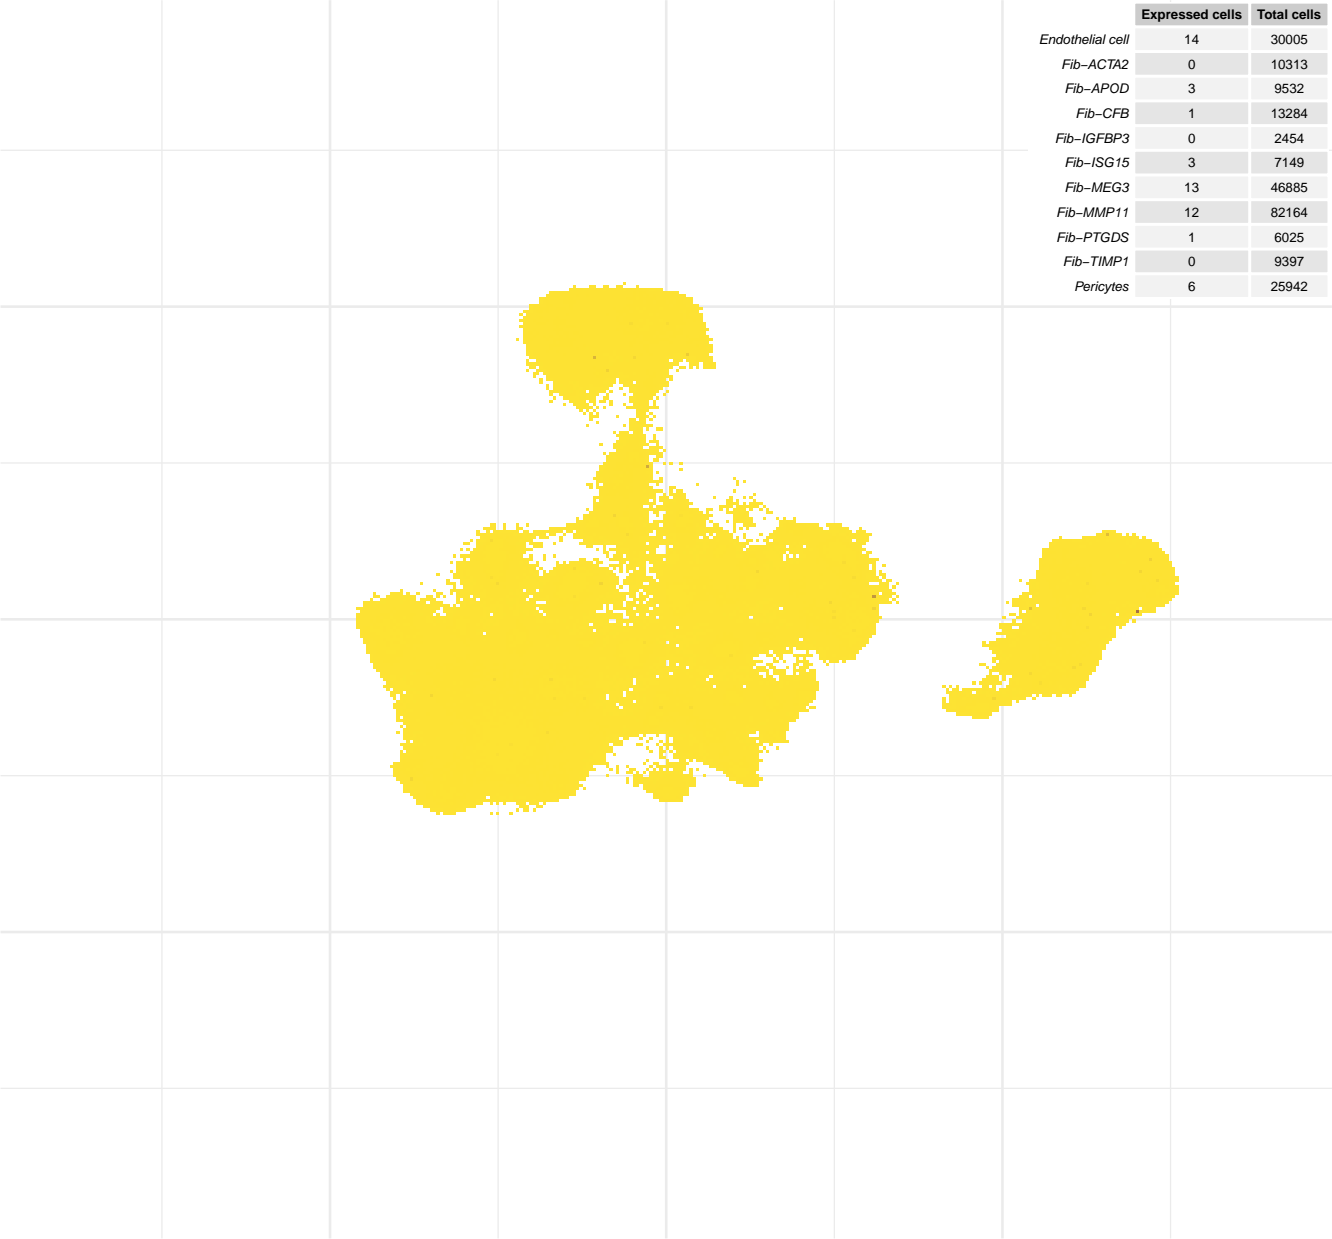 Expressed cells Total cells
Endothelial cell 14 30005
Fib−ACTA2 0 10313
Fib−APOD 3 9532
Fib−CFB 1 13284
Fib−IGFBP3 0 2454
Fib−ISG15 3 7149
Fib−MEG3 13 46885
Fib−MMP11 12 82164
Fib−PTGDS 1 6025
Fib−TIMP1 0 9397
Pericytes 6 25942